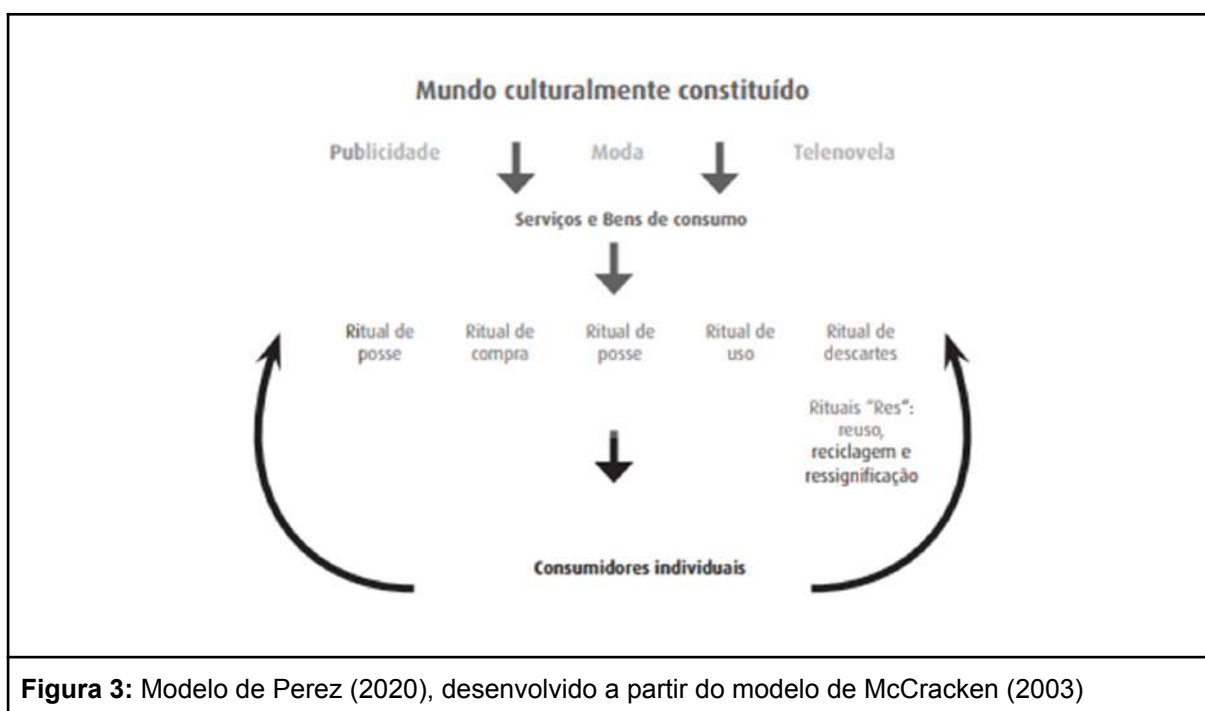 Mundo culturalmente constituído
Publicidade Moda Telenovela
Serviços e Bens de consumo
Ritual de posse
Ritual de compra
Ritual de posse
Ritual de uso
Ritual de descartes
Rituais "Res":
reuso,
reciclagem e
ressignificação
Consumidores individuais
Figura 3: Modelo de Perez (2020), desenvolvido a partir do modelo de McCracken (2003)